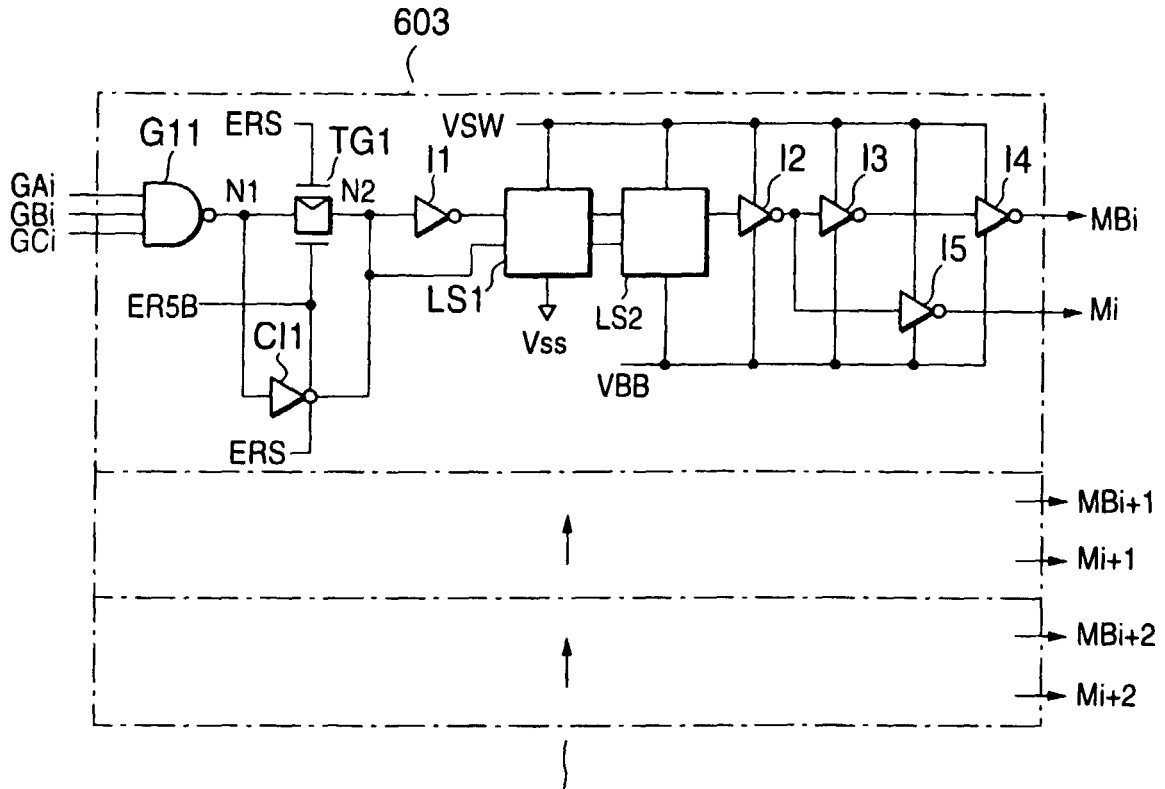 603
G11
ERS
TG1
VSW
I1
I2
I3
I4
GAi
GBi
GCi
N1
N2
MBi
I5
LS1
LS2
ER5B
Vss
Mi
CI1
VBB
ERS
MBi+1
Mi+1
MBi+2
Mi+2